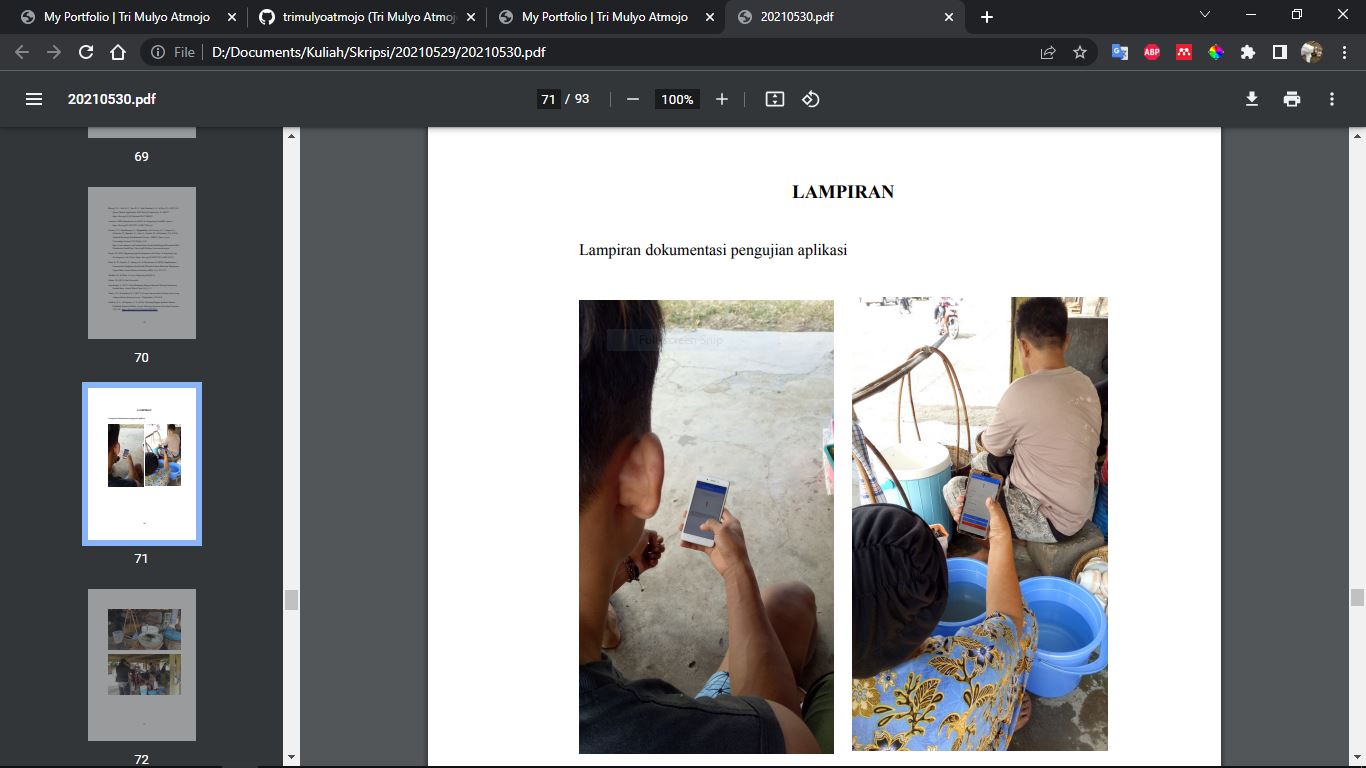 My Portfolio | Tri Mulyo Atmojo
trimulyoatmojo (Tri Mulyo Atmoj
My Portfolio | Tri Mulyo Atmojo
20210530.pdf
File
D:/Documents/Kuliah/Skripsi/20210529/20210530.pdf
ABP
20210530.pdf
71 / 93
100%
69
70
71
72
LAMPIRAN
Lampiran dokumentasi pengujian aplikasi
Full-screen Snip